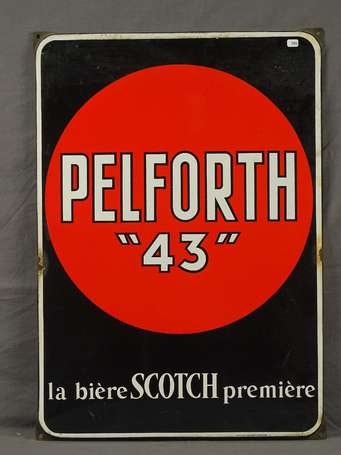 PELFORTH
"43"
la bière SCOTCH première